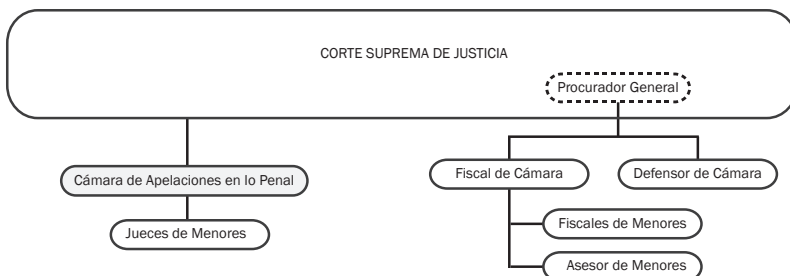 CORTE SUPREMA DE JUSTICIA
Procurador General
Cámara de Apelaciones en lo Penal
Fiscal de Cámara
Defensor de Cámara
Jueces de Menores
Fiscales de Menores
Asesor de Menores